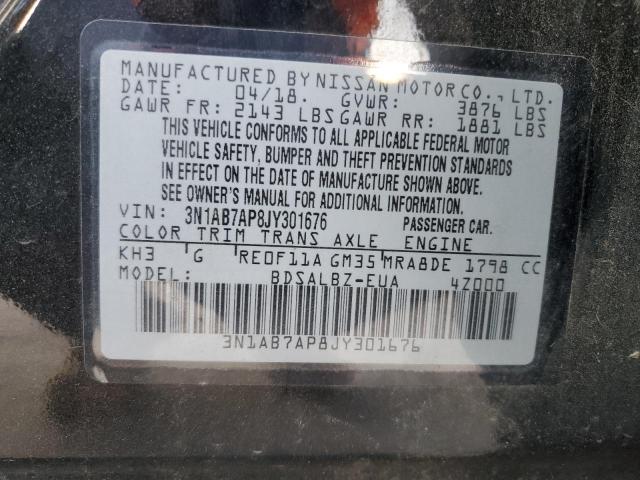 MANUFACTURED BY NISSAN MOTOR CO., LTD.
DATE: 04/18. GVWR: 3876 LBS
GAWR FR: 2143 LBS GAWR RR: 1881 LBS
THIS VEHICLE CONFORMS TO ALL APPLICABLE FEDERAL MOTOR
VEHICLE SAFETY, BUMPER AND THEFT PREVENTION STANDARDS
IN EFFECT ON THE DATE OF MANUFACTURE SHOWN ABOVE.
SEE OWNER'S MANUAL FOR ADDITIONAL INFORMATION.
VIN: 3N1AB7AP8JY301676 PASSENGER CAR.
COLOR TRIM TRANS AXLE ENGINE
KH3 G RE0F11A GM35 MRA8DE 1798 CC
MODEL: BDSALBZ-EUA 4Z000
3N1AB7AP8JY301676